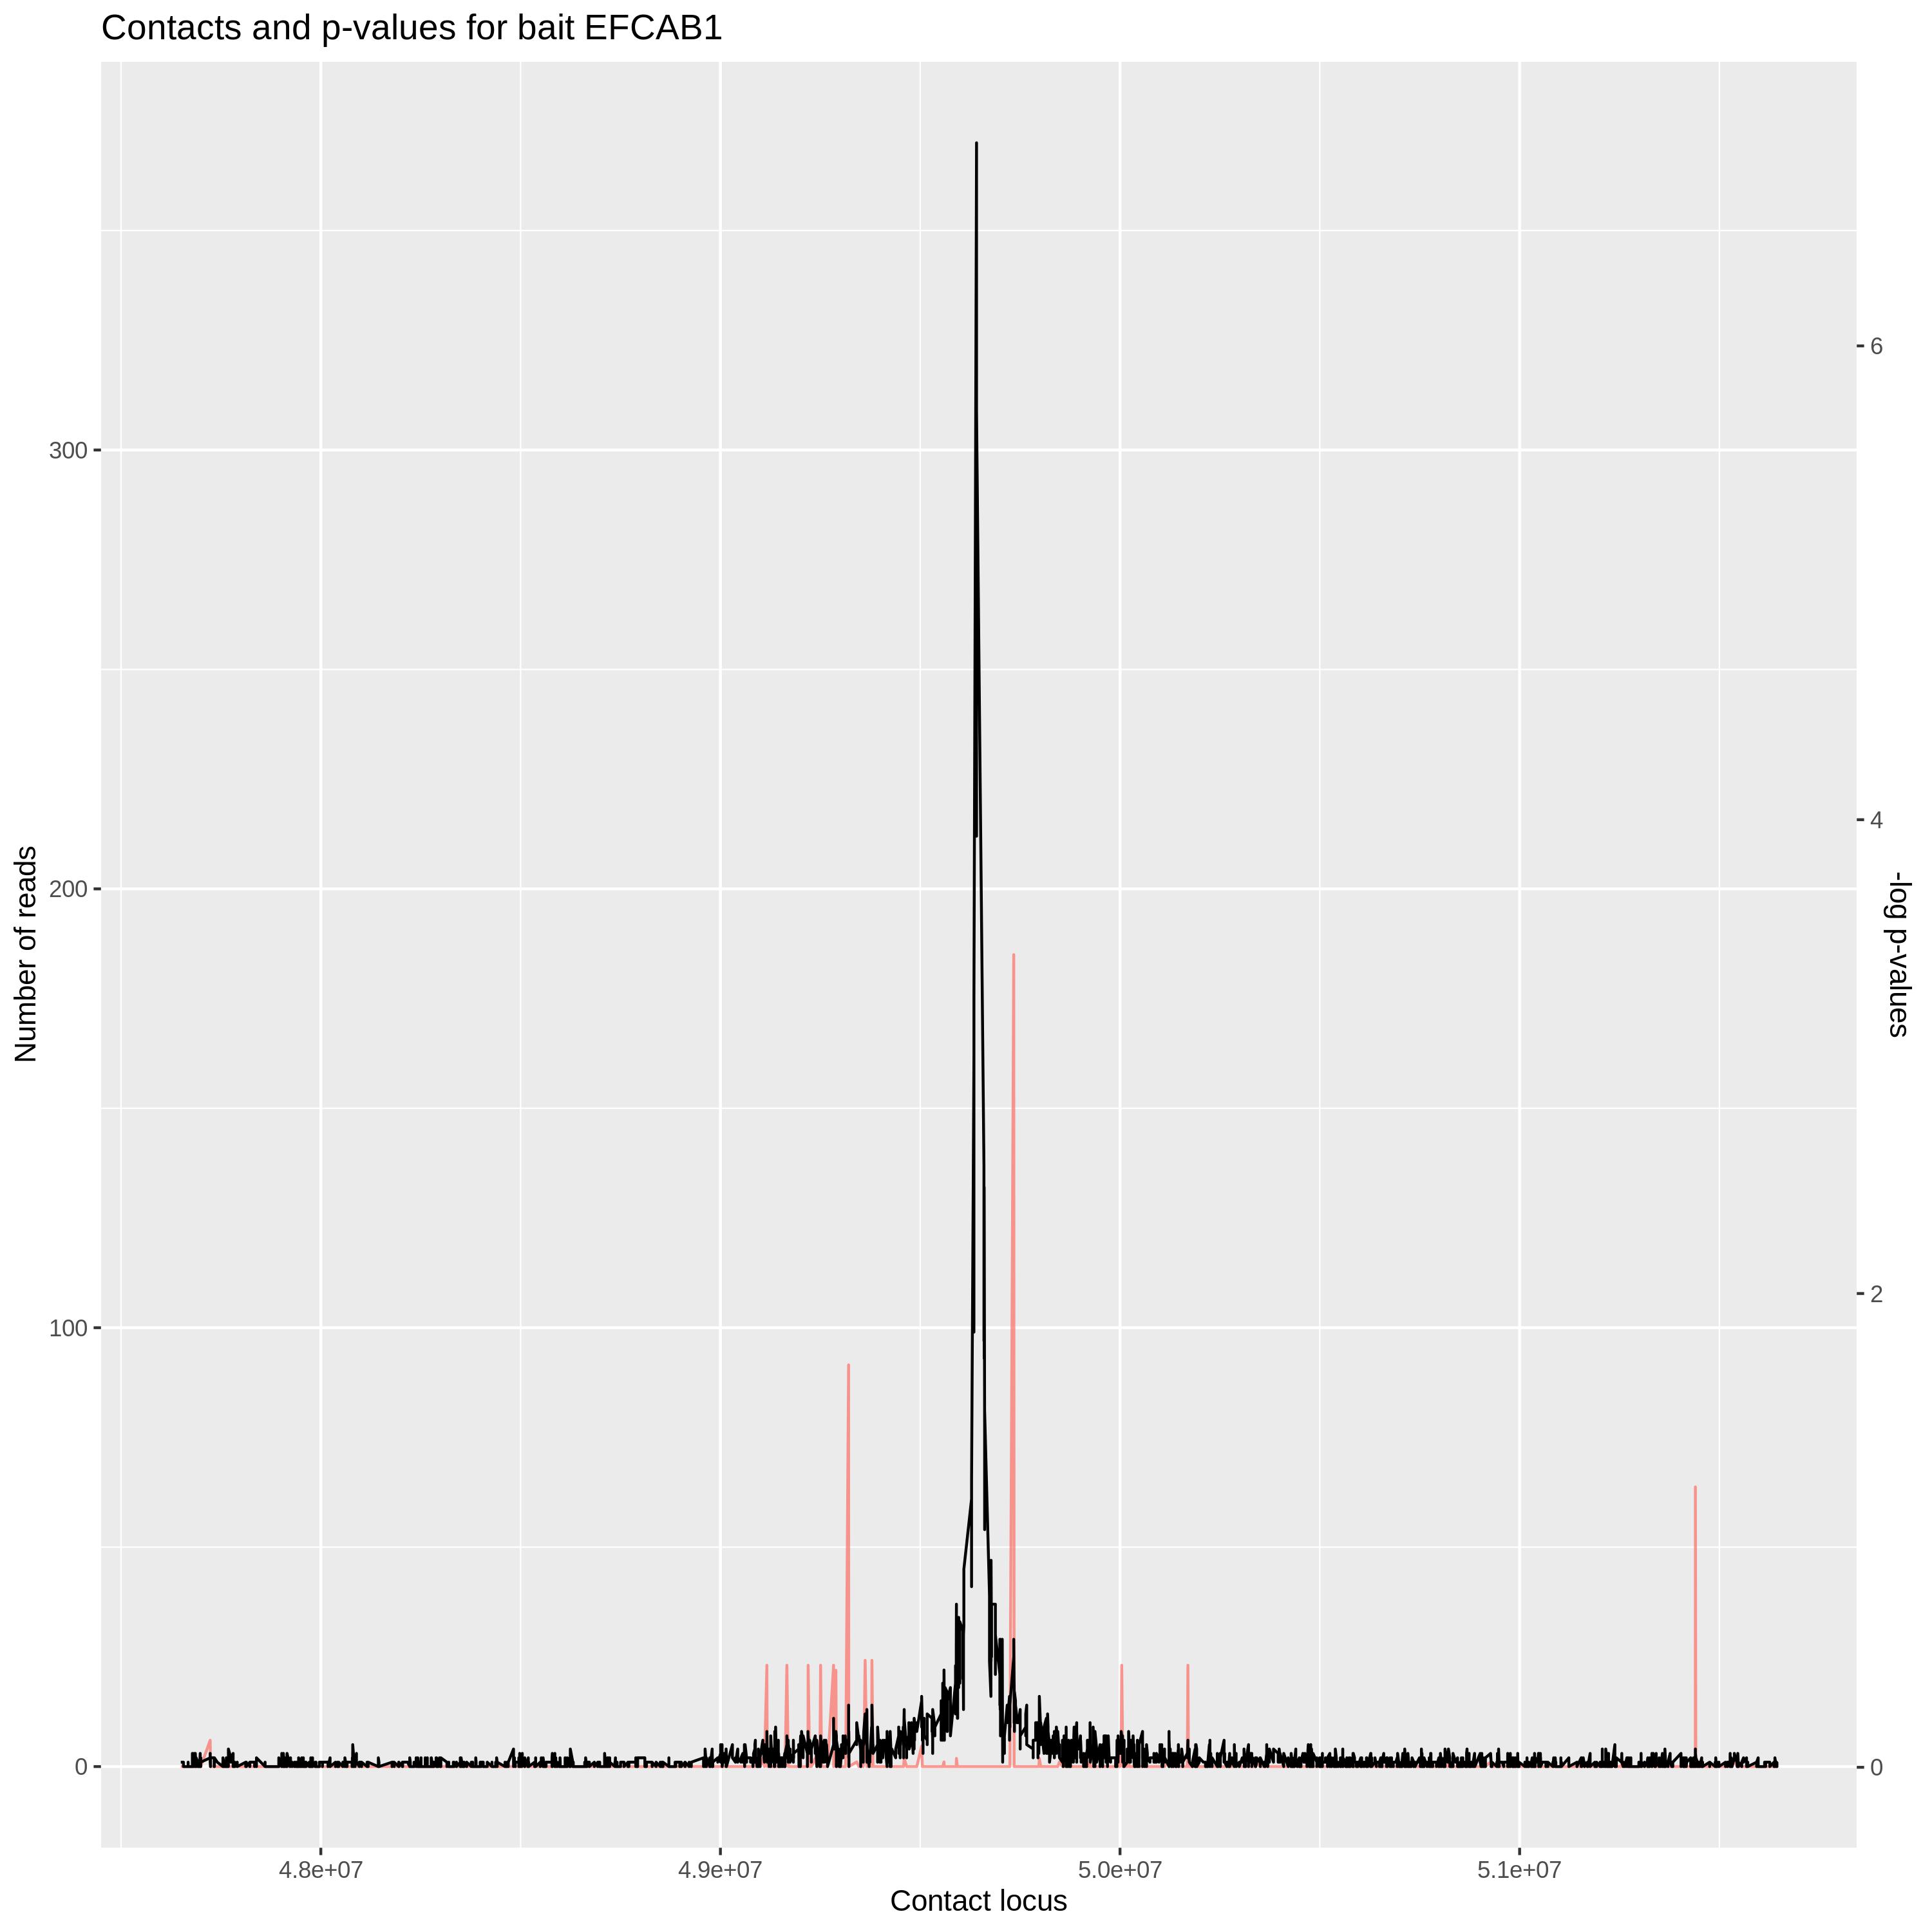 Contacts and p-values for bait EFCAB1
Number of reads
300
200
100
0
6
4
2
0
-log p-values
4.8e+07
4.9e+07
5.0e+07
5.1e+07
Contact locus